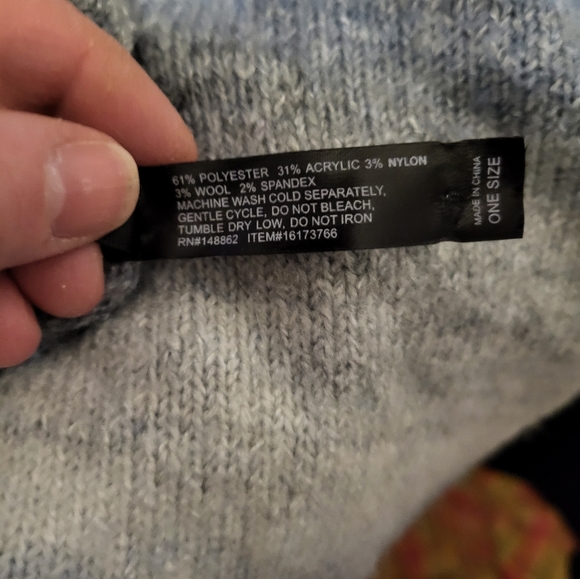 61% POLYESTER 31% ACRYLIC 3% NYLON
3% WOOL 2% SPANDEX
MACHINE WASH COLD SEPARATELY,
GENTLE CYCLE, DO NOT BLEACH,
TUMBLE DRY LOW, DO NOT IRON
RN#148862 ITEM#16173766
MADE IN CHINA
ONE SIZE